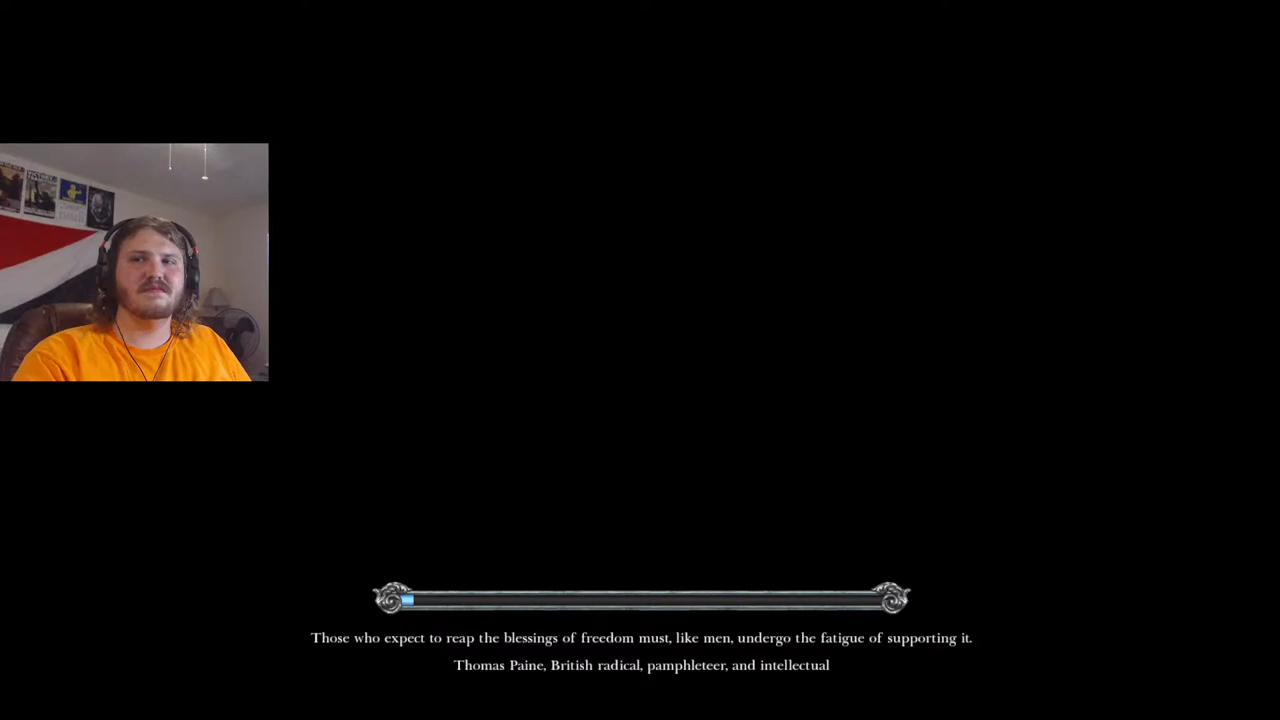 Those who expect to reap the blessings of freedom must, like men, undergo the fatigue of supporting it.
Thomas Paine, British radical, pamphleteer, and intellectual